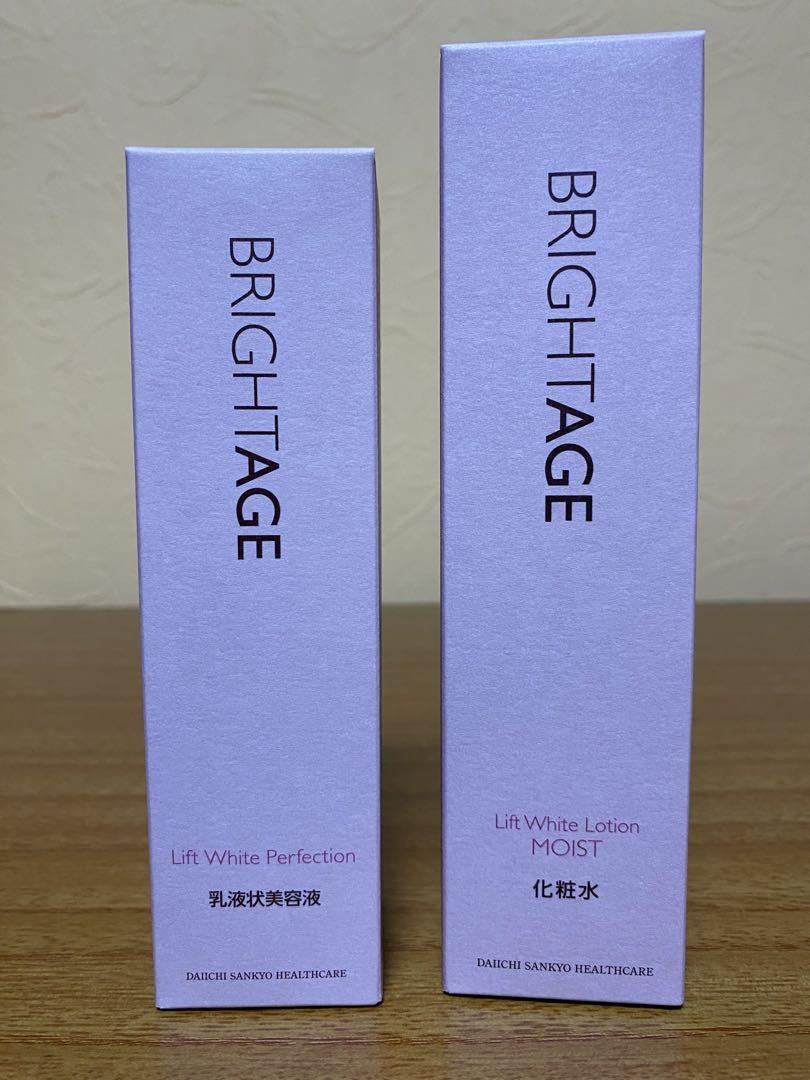 BRIGHTAGE
Lift White Perfection
乳液状美容液
DAIICHI SANKYO HEALTHCARE
BRIGHTAGE
Lift White Lotion
MOIST
化粧水
DAIICHI SANKYO HEALTHCARE